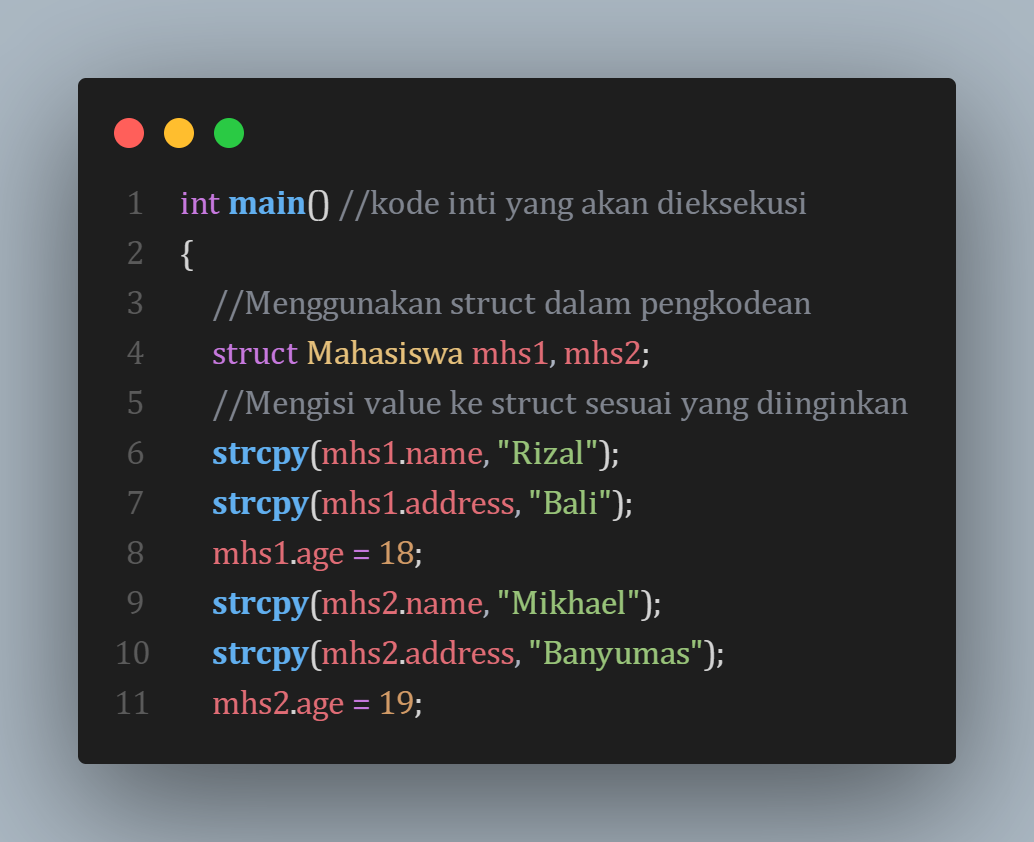 1 int main() //kode inti yang akan dieksekusi
2 {
3 //Menggunakan struct dalam pengkodean
4 struct Mahasiswa mhs1, mhs2;
5 //Mengisi value ke struct sesuai yang diinginkan
6 strcpy(mhs1.name, "Rizal");
7 strcpy(mhs1.address, "Bali");
8 mhs1.age = 18;
9 strcpy(mhs2.name, "Mikhael");
10 strcpy(mhs2.address, "Banyumas");
11 mhs2.age = 19;